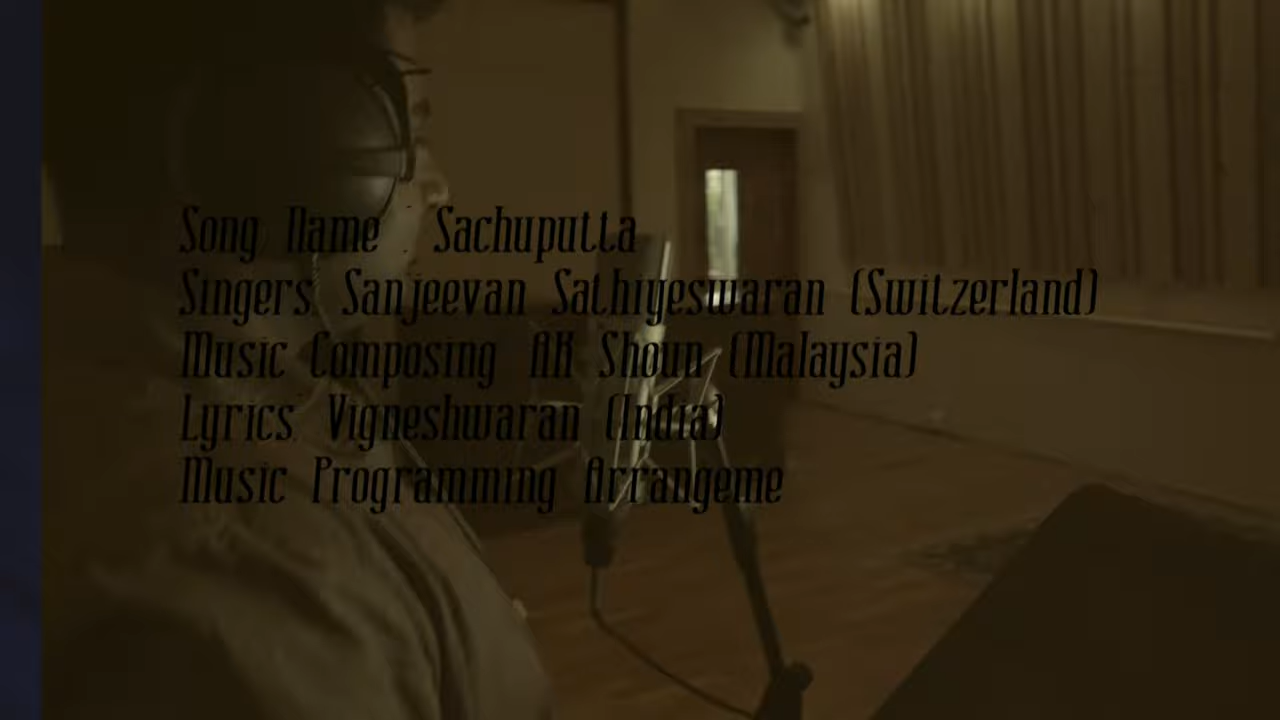 Song Name : Sachuputta
Singers: Sanjeevan Sathiyeswaran (Switzerland)
Music Composing AK Shoun (Malaysia)
Lyrics: Vigneshwaran (India)
Music Programming Arrangeme